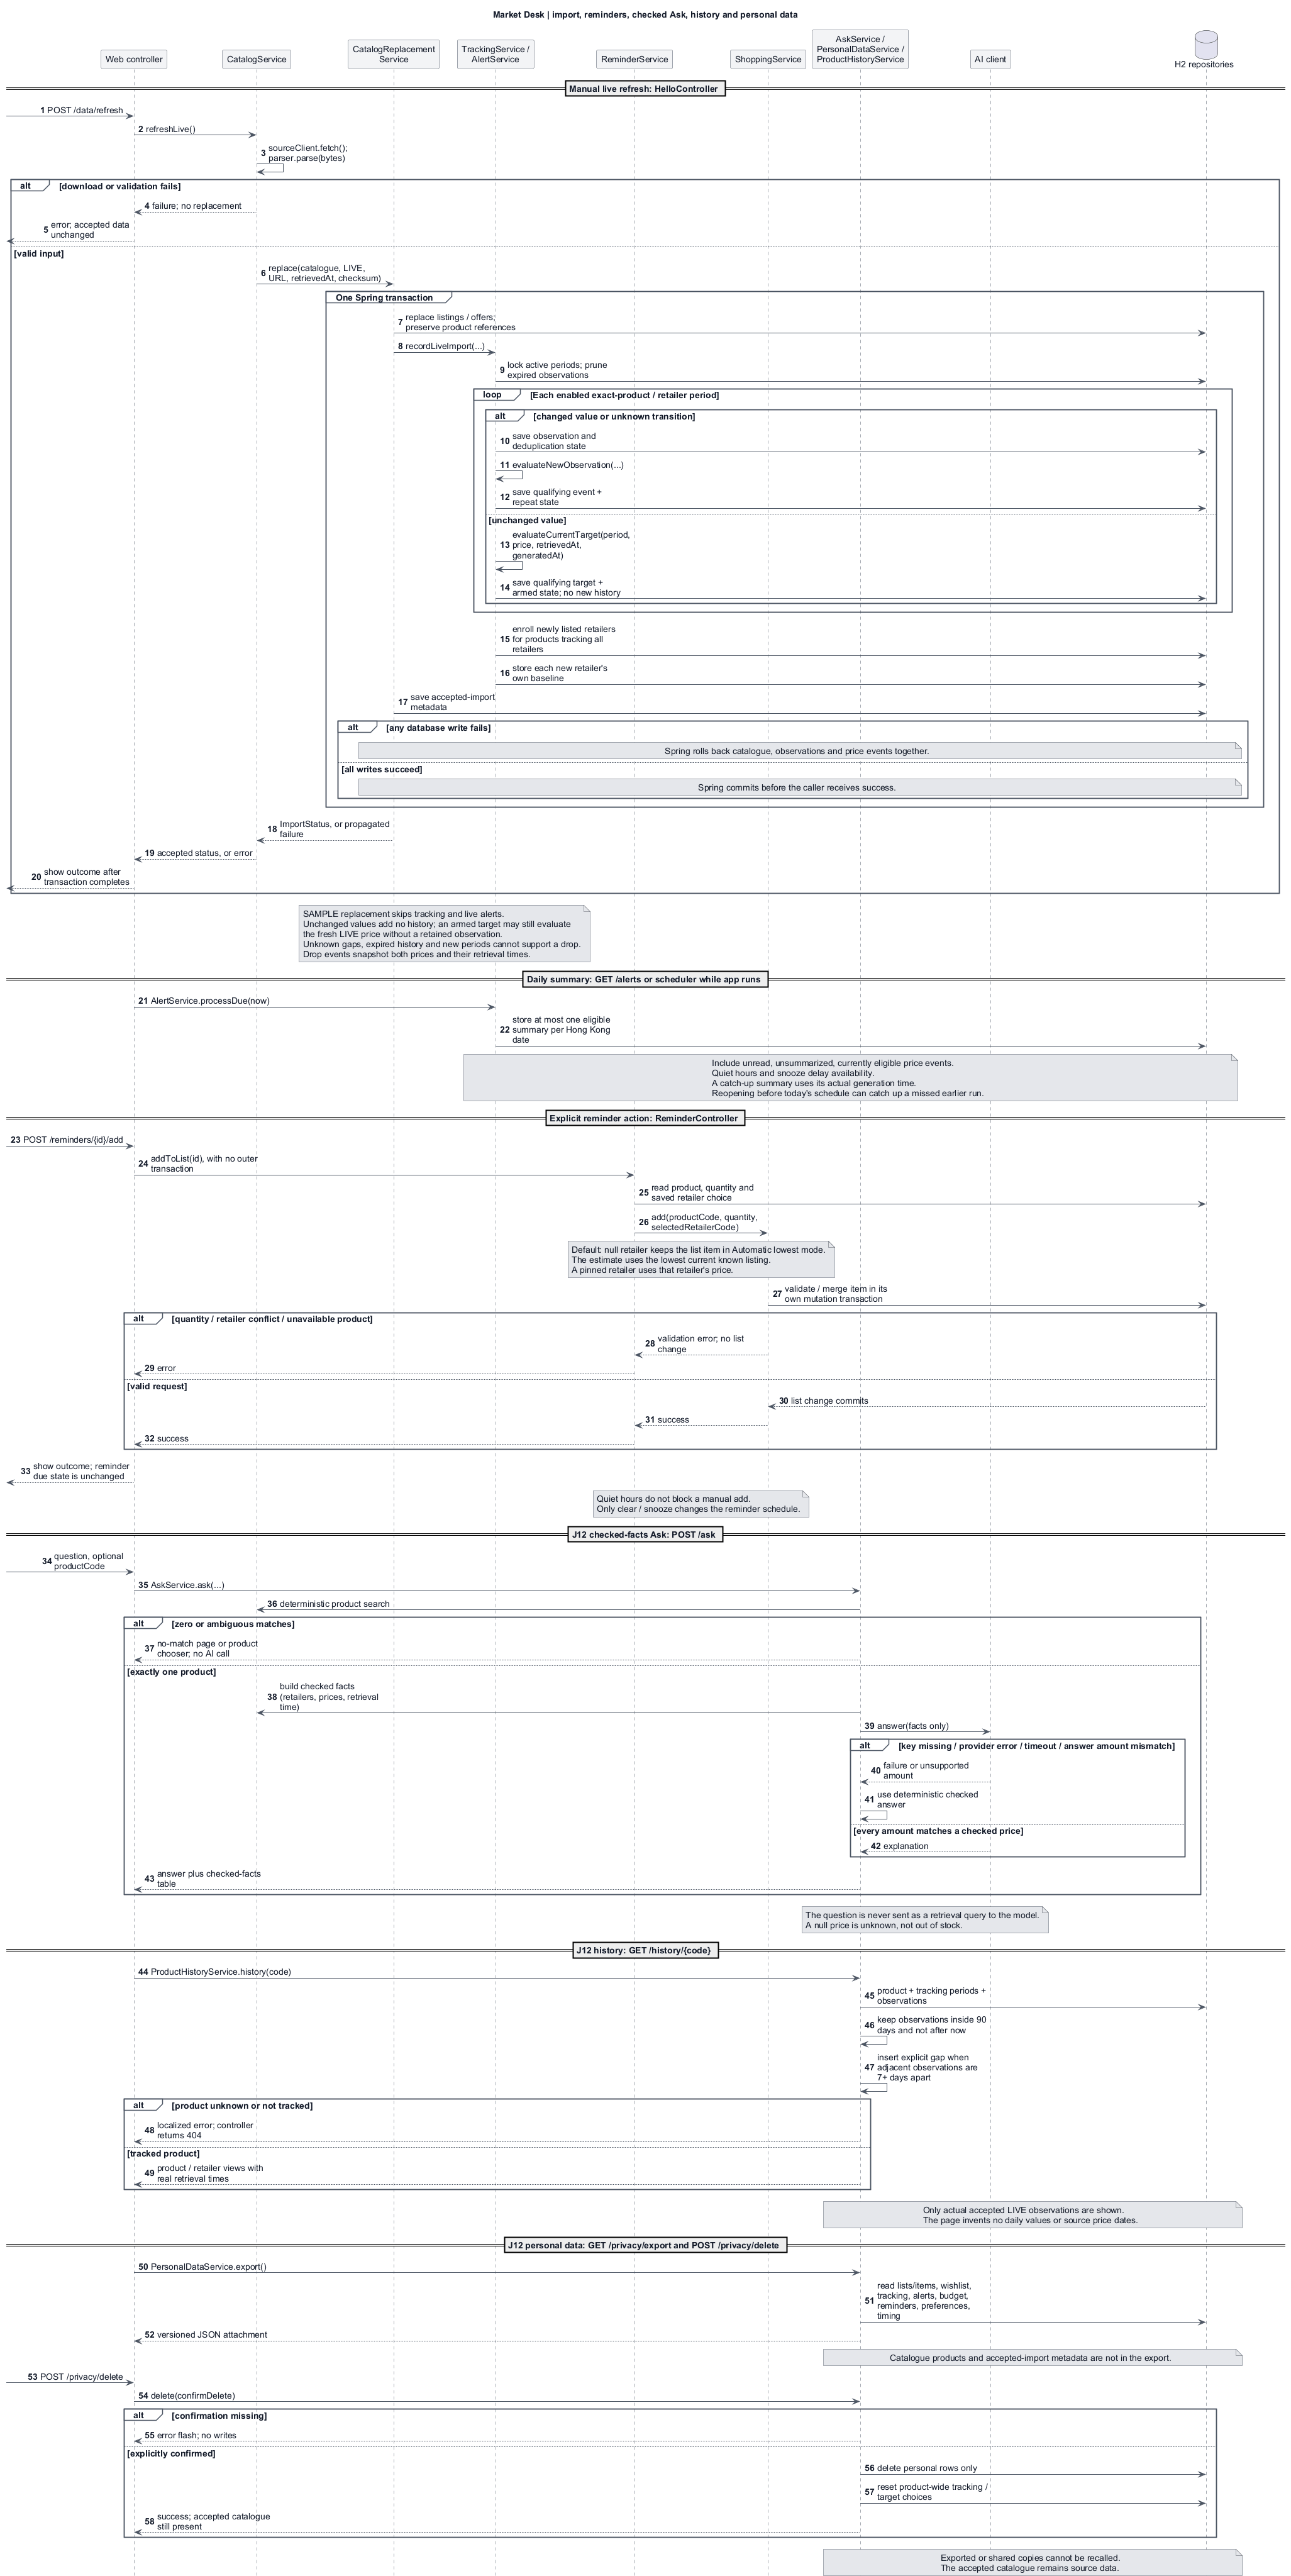 Market Desk | import, reminders, checked Ask, history and personal data
Web controller
CatalogService
CatalogReplacement
Service
TrackingService /
AlertService
ReminderService
ShoppingService
AskService /
PersonalDataService /
ProductHistoryService
AI client
H2 repositories
Manual live refresh: HelloController
1 POST /data/refresh
2 refreshLive()
3 sourceClient.fetch();
parser.parse(bytes)
alt [download or validation fails]
4 failure; no replacement
5 error; accepted data
unchanged
[valid input]
6 replace(catalogue, LIVE,
URL, retrievedAt, checksum)
One Spring transaction
7 replace listings / offers;
preserve product references
8 recordLiveImport(...)
9 lock active periods; prune
expired observations
loop [Each enabled exact-product / retailer period]
alt [changed value or unknown transition]
10 save observation and
deduplication state
11 evaluateNewObservation(...)
12 save qualifying event +
repeat state
[unchanged value]
13 evaluateCurrentTarget(period,
price, retrievedAt,
generatedAt)
14 save qualifying target +
armed state; no new history
15 enroll newly listed retailers
for products tracking all
retailers
16 store each new retailer's
own baseline
17 save accepted-import
metadata
alt [any database write fails]
Spring rolls back catalogue, observations and price events together.
[all writes succeed]
Spring commits before the caller receives success.
18 ImportStatus, or propagated
failure
19 accepted status, or error
20 show outcome after
transaction completes
SAMPLE replacement skips tracking and live alerts.
Unchanged values add no history; an armed target may still evaluate
the fresh LIVE price without a retained observation.
Unknown gaps, expired history and new periods cannot support a drop.
Drop events snapshot both prices and their retrieval times.
Daily summary: GET /alerts or scheduler while app runs
21 AlertService.processDue(now)
22 store at most one eligible
summary per Hong Kong
date
Include unread, unsummarized, currently eligible price events.
Quiet hours and snooze delay availability.
A catch-up summary uses its actual generation time.
Reopening before today's schedule can catch up a missed earlier run.
Explicit reminder action: ReminderController
23 POST /reminders/{id}/add
24 addToList(id), with no outer
transaction
25 read product, quantity and
saved retailer choice
26 add(productCode, quantity,
selectedRetailerCode)
Default: null retailer keeps the list item in Automatic lowest mode.
The estimate uses the lowest current known listing.
A pinned retailer uses that retailer's price.
27 validate / merge item in its
own mutation transaction
alt [quantity / retailer conflict / unavailable product]
28 validation error; no list
change
29 error
[valid request]
30 list change commits
31 success
32 success
33 show outcome; reminder
due state is unchanged
Quiet hours do not block a manual add.
Only clear / snooze changes the reminder schedule.
J12 checked-facts Ask: POST /ask
34 question, optional
productCode
35 AskService.ask(...)
36 deterministic product search
alt [zero or ambiguous matches]
37 no-match page or product
chooser; no AI call
[exactly one product]
38 build checked facts
(retailers, prices, retrieval
time)
39 answer(facts only)
alt [key missing / provider error / timeout / answer amount mismatch]
40 failure or unsupported
amount
41 use deterministic checked
answer
[every amount matches a checked price]
42 explanation
43 answer plus checked-facts
table
The question is never sent as a retrieval query to the model.
A null price is unknown, not out of stock.
J12 history: GET /history/{code}
44 ProductHistoryService.history(code)
45 product + tracking periods +
observations
46 keep observations inside 90
days and not after now
47 insert explicit gap when
adjacent observations are
7+ days apart
alt [product unknown or not tracked]
48 localized error; controller
returns 404
[tracked product]
49 product / retailer views with
real retrieval times
Only actual accepted LIVE observations are shown.
The page invents no daily values or source price dates.
J12 personal data: GET /privacy/export and POST /privacy/delete
50 PersonalDataService.export()
51 read lists/items, wishlist,
tracking, alerts, budget,
reminders, preferences,
timing
52 versioned JSON attachment
Catalogue products and accepted-import metadata are not in the export.
53 POST /privacy/delete
54 delete(confirmDelete)
alt [confirmation missing]
55 error flash; no writes
[explicitly confirmed]
56 delete personal rows only
57 reset product-wide tracking /
target choices
58 success; accepted catalogue
still present
Exported or shared copies cannot be recalled.
The accepted catalogue remains source data.